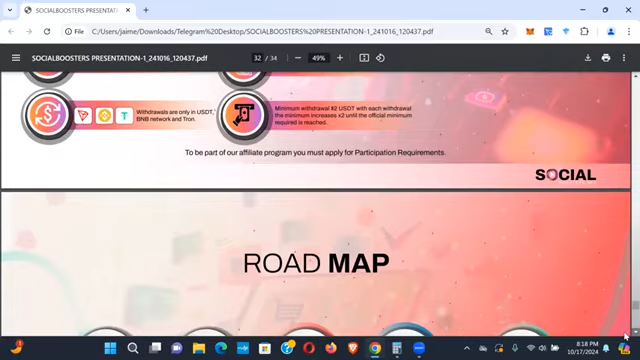 SOCIALBOOSTERS PRESENTAT
File
C:/Users/jaime/Downloads/Telegram%20Desktop/SOCIALBOOSTERS%20PRESENTATION-1_241016_120437.pdf
SOCIALBOOSTERS PRESENTATION-1_241016_120437.pdf
32 / 34
49%
Withdrawals are only in USDT,
BNB network and Tron.
Minimum withdrawal $2 USDT with each withdrawal
the minimum increases x2 until the official minimum
required is reached.
To be part of our affiliate program you must apply for Participation Requirements.
SOCIAL
ROAD MAP
8:18 PM
10/17/2024